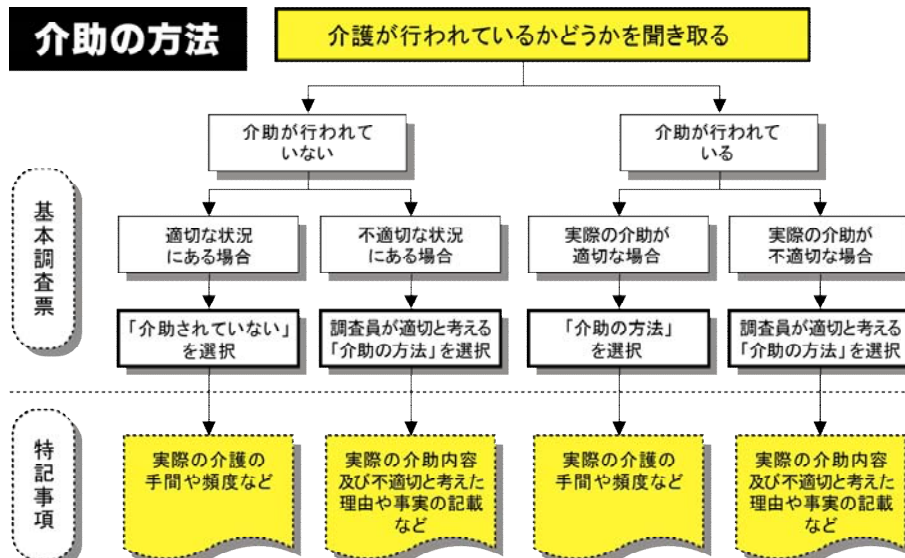 介助の方法
介護が行われているかどうかを聞き取る
介助が行われて
いない
介助が行われて
いる
基本調査票
適切な状況
にある場合
不適切な状況
にある場合
実際の介助が
適切な場合
実際の介助が
不適切な場合
「介助されていない」
を選択
調査員が適切と考える
「介助の方法」を選択
「介助の方法」
を選択
調査員が適切と考える
「介助の方法」を選択
特記事項
実際の介護の
手間や頻度など
実際の介助内容
及び不適切と考えた
理由や事実の記載
など
実際の介護の
手間や頻度など
実際の介助内容
及び不適切と考えた
理由や事実の記載
など